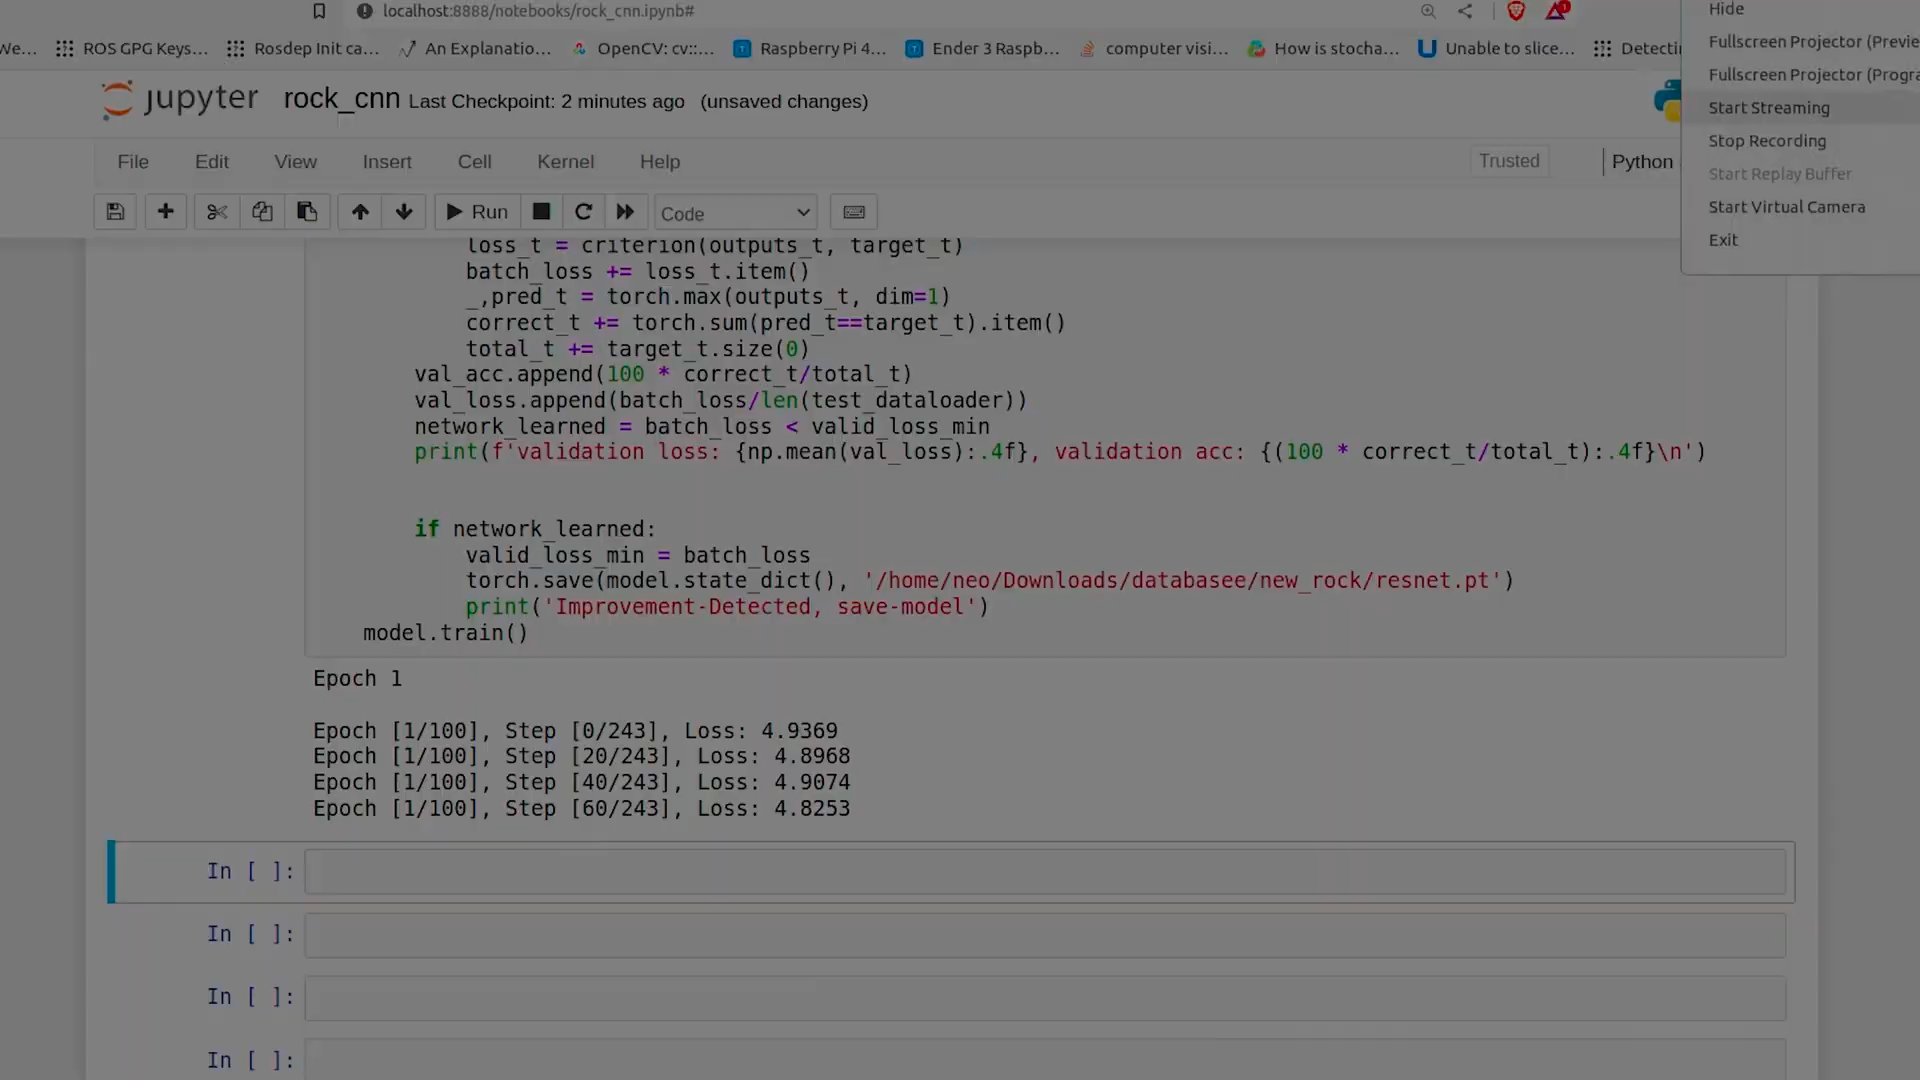 localhost:8888/notebooks/rock_cnn.ipynb#
Hide
Fullscreen Projector (Previe
Fullscreen Projector (Progra
Start Streaming
Stop Recording
Start Replay Buffer
Start Virtual Camera
Exit
We... ROS GPG Keys... Rosdep Init ca... An Explanatio... OpenCV: cv::... Raspberry Pi 4... Ender 3 Raspb... computer visi... How is stocha... Unable to slice... Detecti
jupyter rock_cnn Last Checkpoint: 2 minutes ago (unsaved changes)
File Edit View Insert Cell Kernel Help Trusted Python
Run Code
loss_t = criterion(outputs_t, target_t)
batch_loss += loss_t.item()
_,pred_t = torch.max(outputs_t, dim=1)
correct_t += torch.sum(pred_t==target_t).item()
total_t += target_t.size(0)
val_acc.append(100 * correct_t/total_t)
val_loss.append(batch_loss/len(test_dataloader))
network_learned = batch_loss < valid_loss_min
print(f'validation loss: {np.mean(val_loss):.4f}, validation acc: {(100 * correct_t/total_t):.4f}\n')
if network_learned:
valid_loss_min = batch_loss
torch.save(model.state_dict(), '/home/neo/Downloads/databasee/new_rock/resnet.pt')
print('Improvement-Detected, save-model')
model.train()
Epoch 1
Epoch [1/100], Step [0/243], Loss: 4.9369
Epoch [1/100], Step [20/243], Loss: 4.8968
Epoch [1/100], Step [40/243], Loss: 4.9074
Epoch [1/100], Step [60/243], Loss: 4.8253
In [ ]:
In [ ]:
In [ ]:
In [ ]: